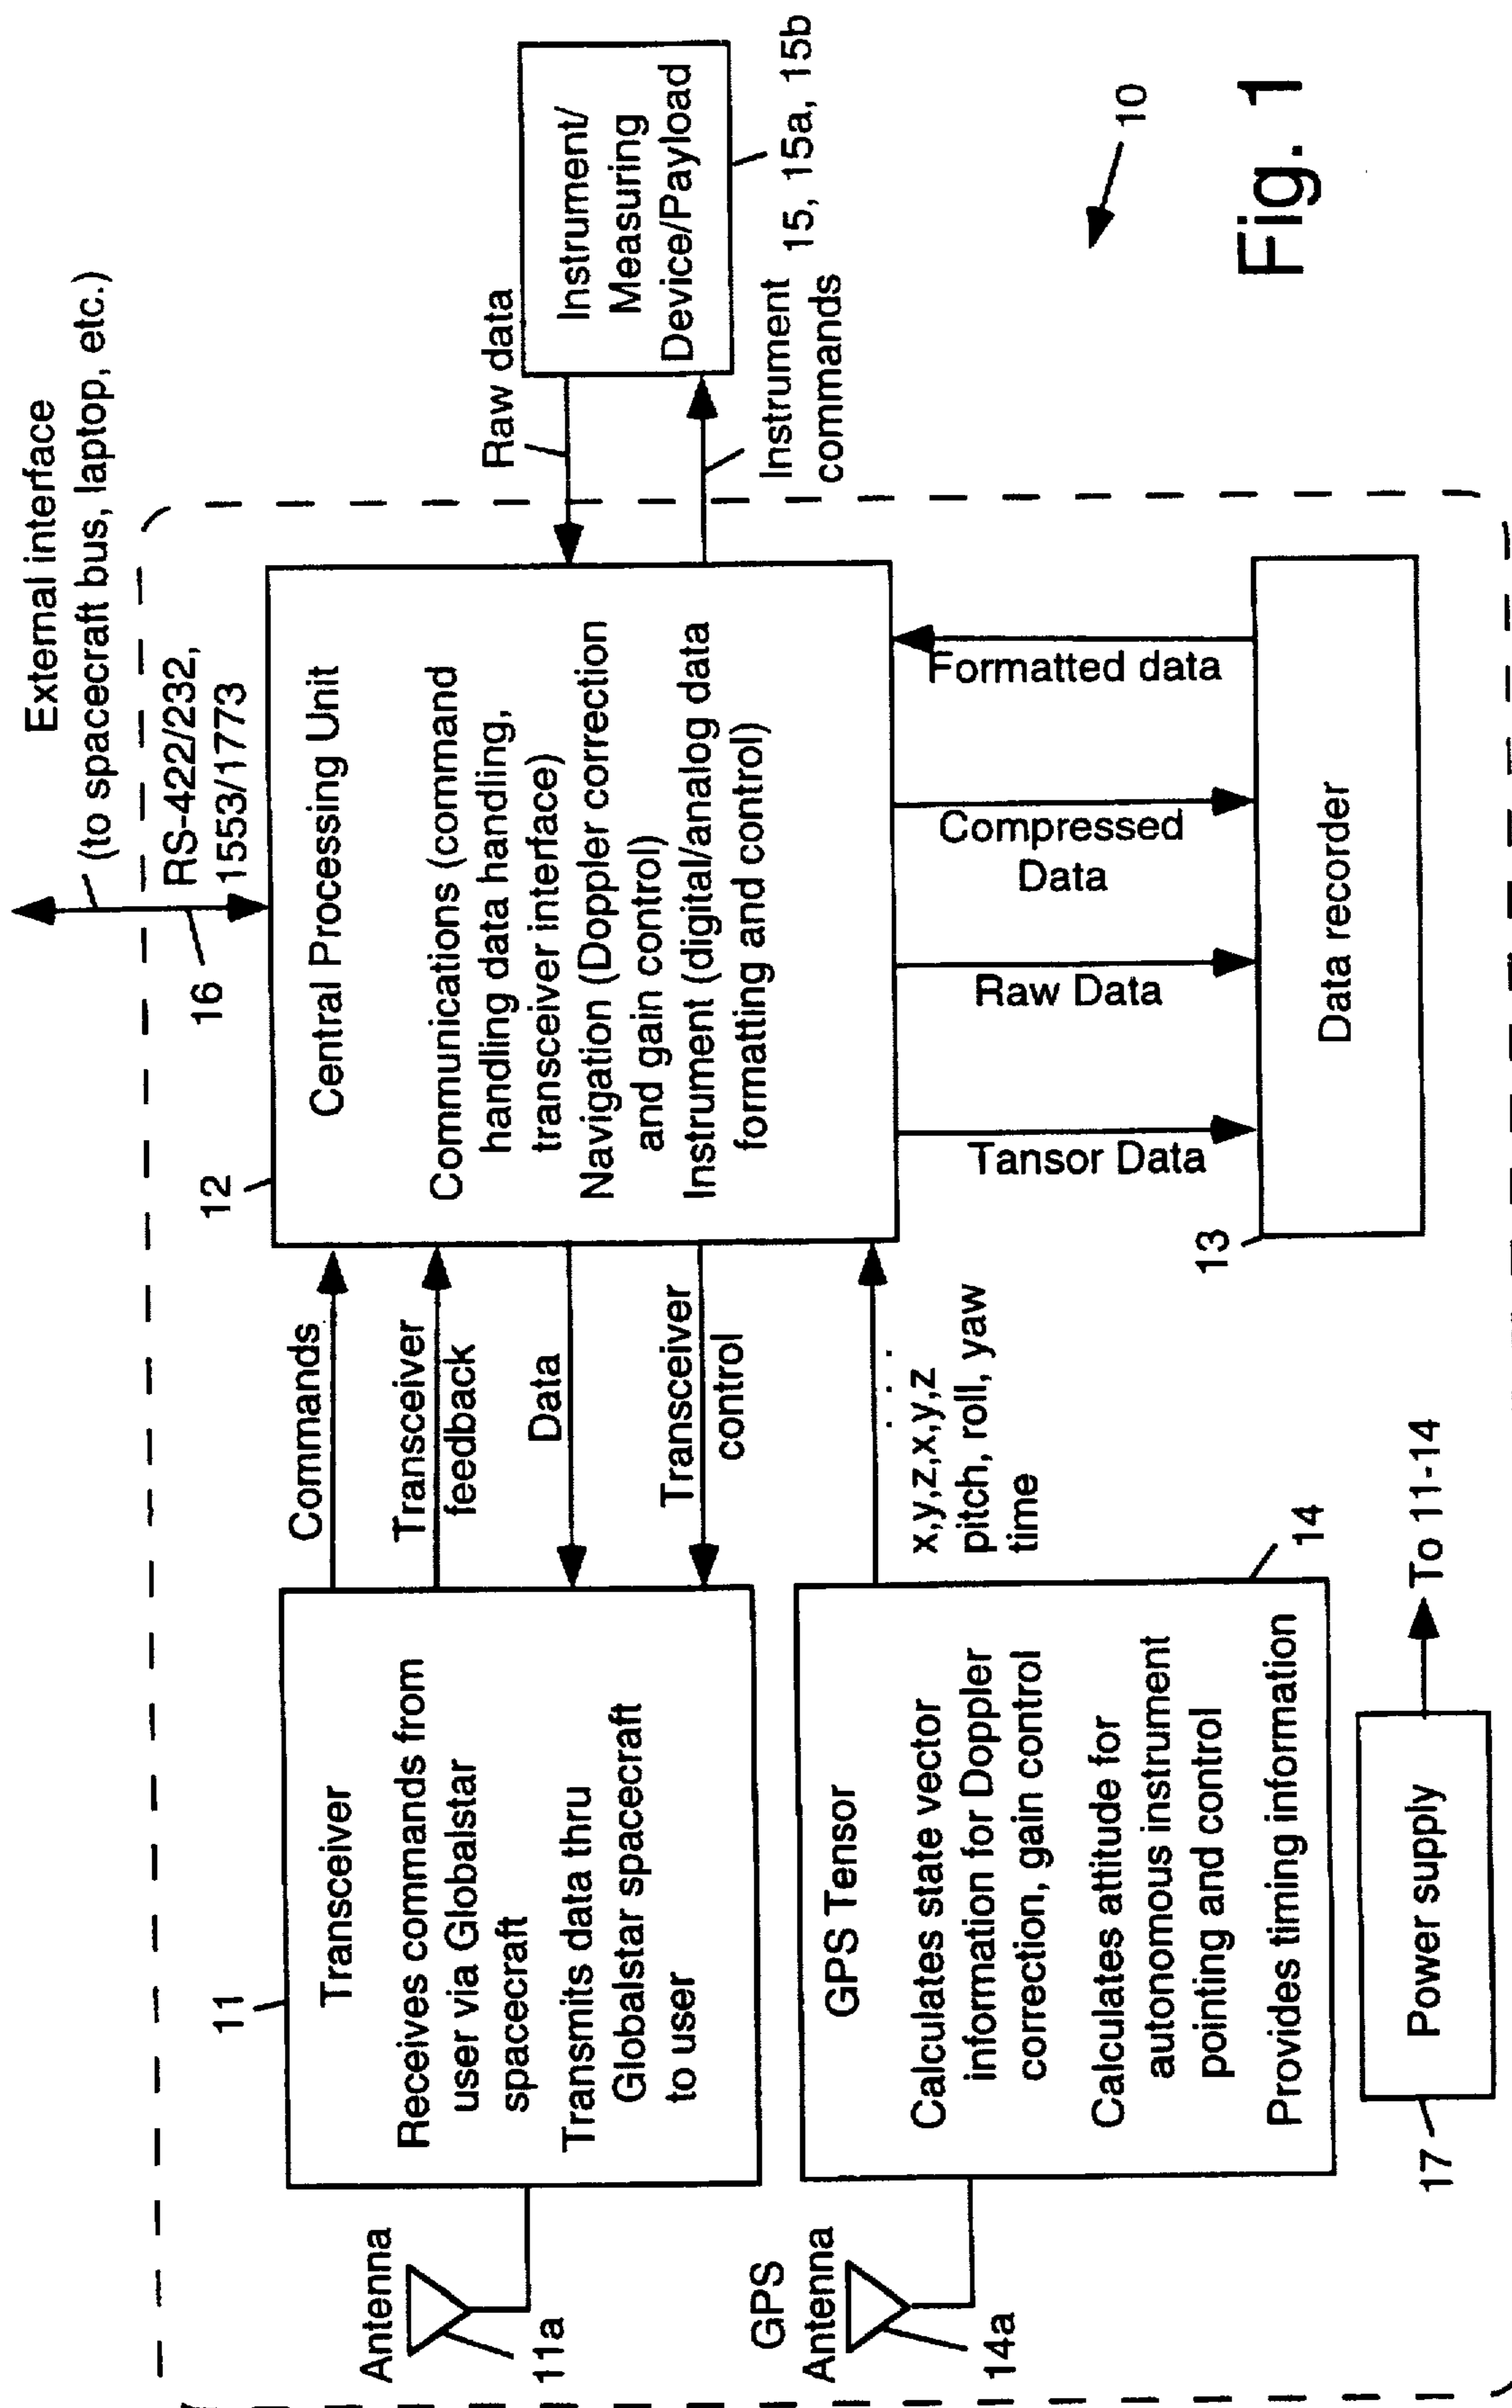 External interface
(to spacecraft bus, laptop, etc.)
RS-422/232,
1553/1773
16
12
Central Processing Unit
Communications (command
handling data handling,
transceiver interface)
Navigation (Doppler correction
and gain control)
Instrument (digital/analog data
formatting and control)
Raw data
Instrument/
Measuring
Device/Payload
15, 15a, 15b
Instrument
commands
Commands
Transceiver
feedback
Data
Transceiver
control
11
Transceiver
Receives commands from
user via Globalstar
spacecraft
Transmits data thru
Globalstar spacecraft
to user
Antenna
11a
GPS
Antenna
14a
GPS Tensor
Calculates state vector
information for Doppler
correction, gain control
Calculates attitude for
autonomous instrument
pointing and control
Provides timing information
14
x,y,z,ẋ,ẏ,ż
pitch, roll, yaw
time
Tansor Data
Raw Data
Compressed
Data
Formatted data
13
Data recorder
17
Power supply
To 11-14
10
Fig. 1